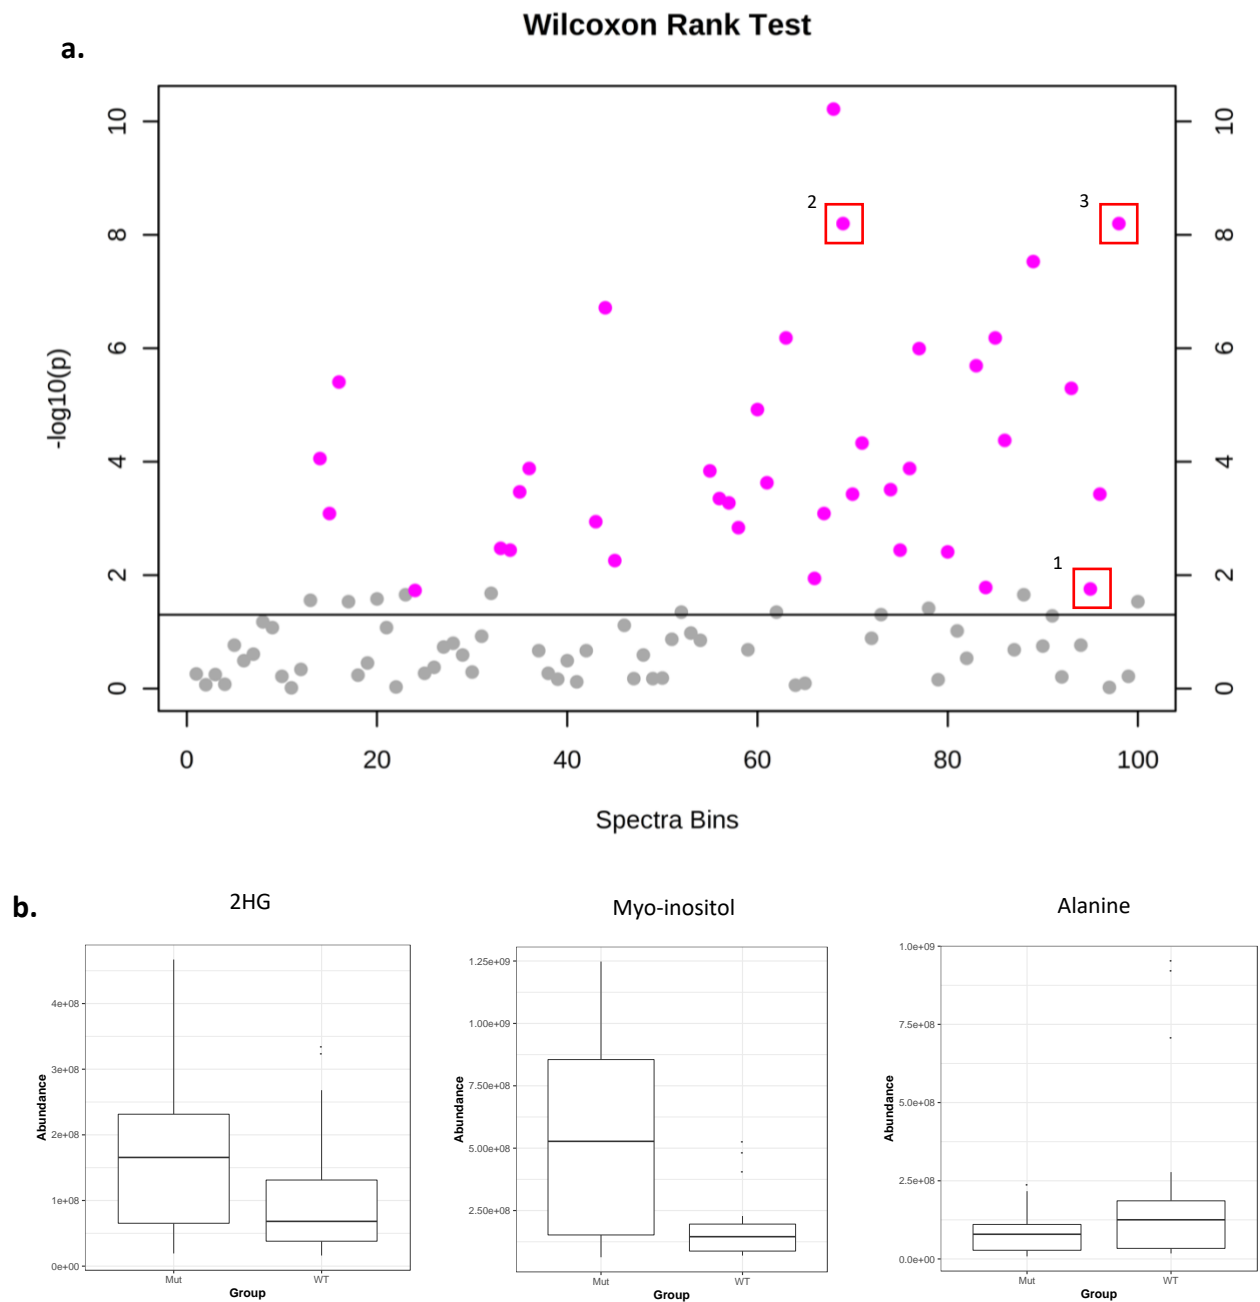 Wilcoxon Rank Test
a.
10
8
6
4
2
0
-log10(p)
2
3
1
10
8
6
4
2
0
0 20 40 60 80 100
Spectra Bins
b.
2HG
Abundance
4e+08
3e+08
2e+08
1e+08
0e+00
Mut WT
Group
Myo-inositol
Abundance
1.25e+09
1.00e+09
7.50e+08
5.00e+08
2.50e+08
Mut WT
Group
Alanine
Abundance
1.0e+09
7.5e+08
5.0e+08
2.5e+08
0.0e+00
Mut WT
Group